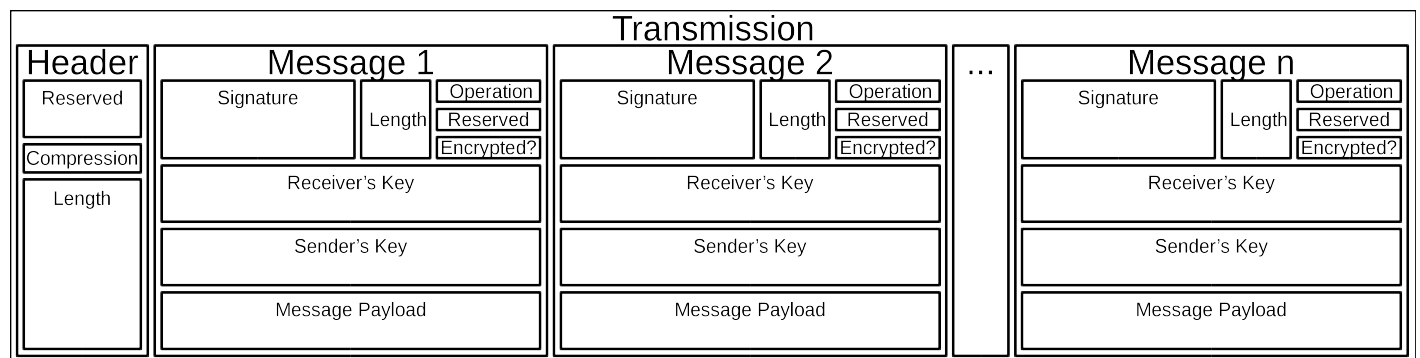 Transmission
Header
Reserved
Compression
Length
Message 1
Signature
Length
Operation
Reserved
Encrypted?
Receiver's Key
Sender's Key
Message Payload
Message 2
Signature
Length
Operation
Reserved
Encrypted?
Receiver's Key
Sender's Key
Message Payload
...
Message n
Signature
Length
Operation
Reserved
Encrypted?
Receiver's Key
Sender's Key
Message Payload